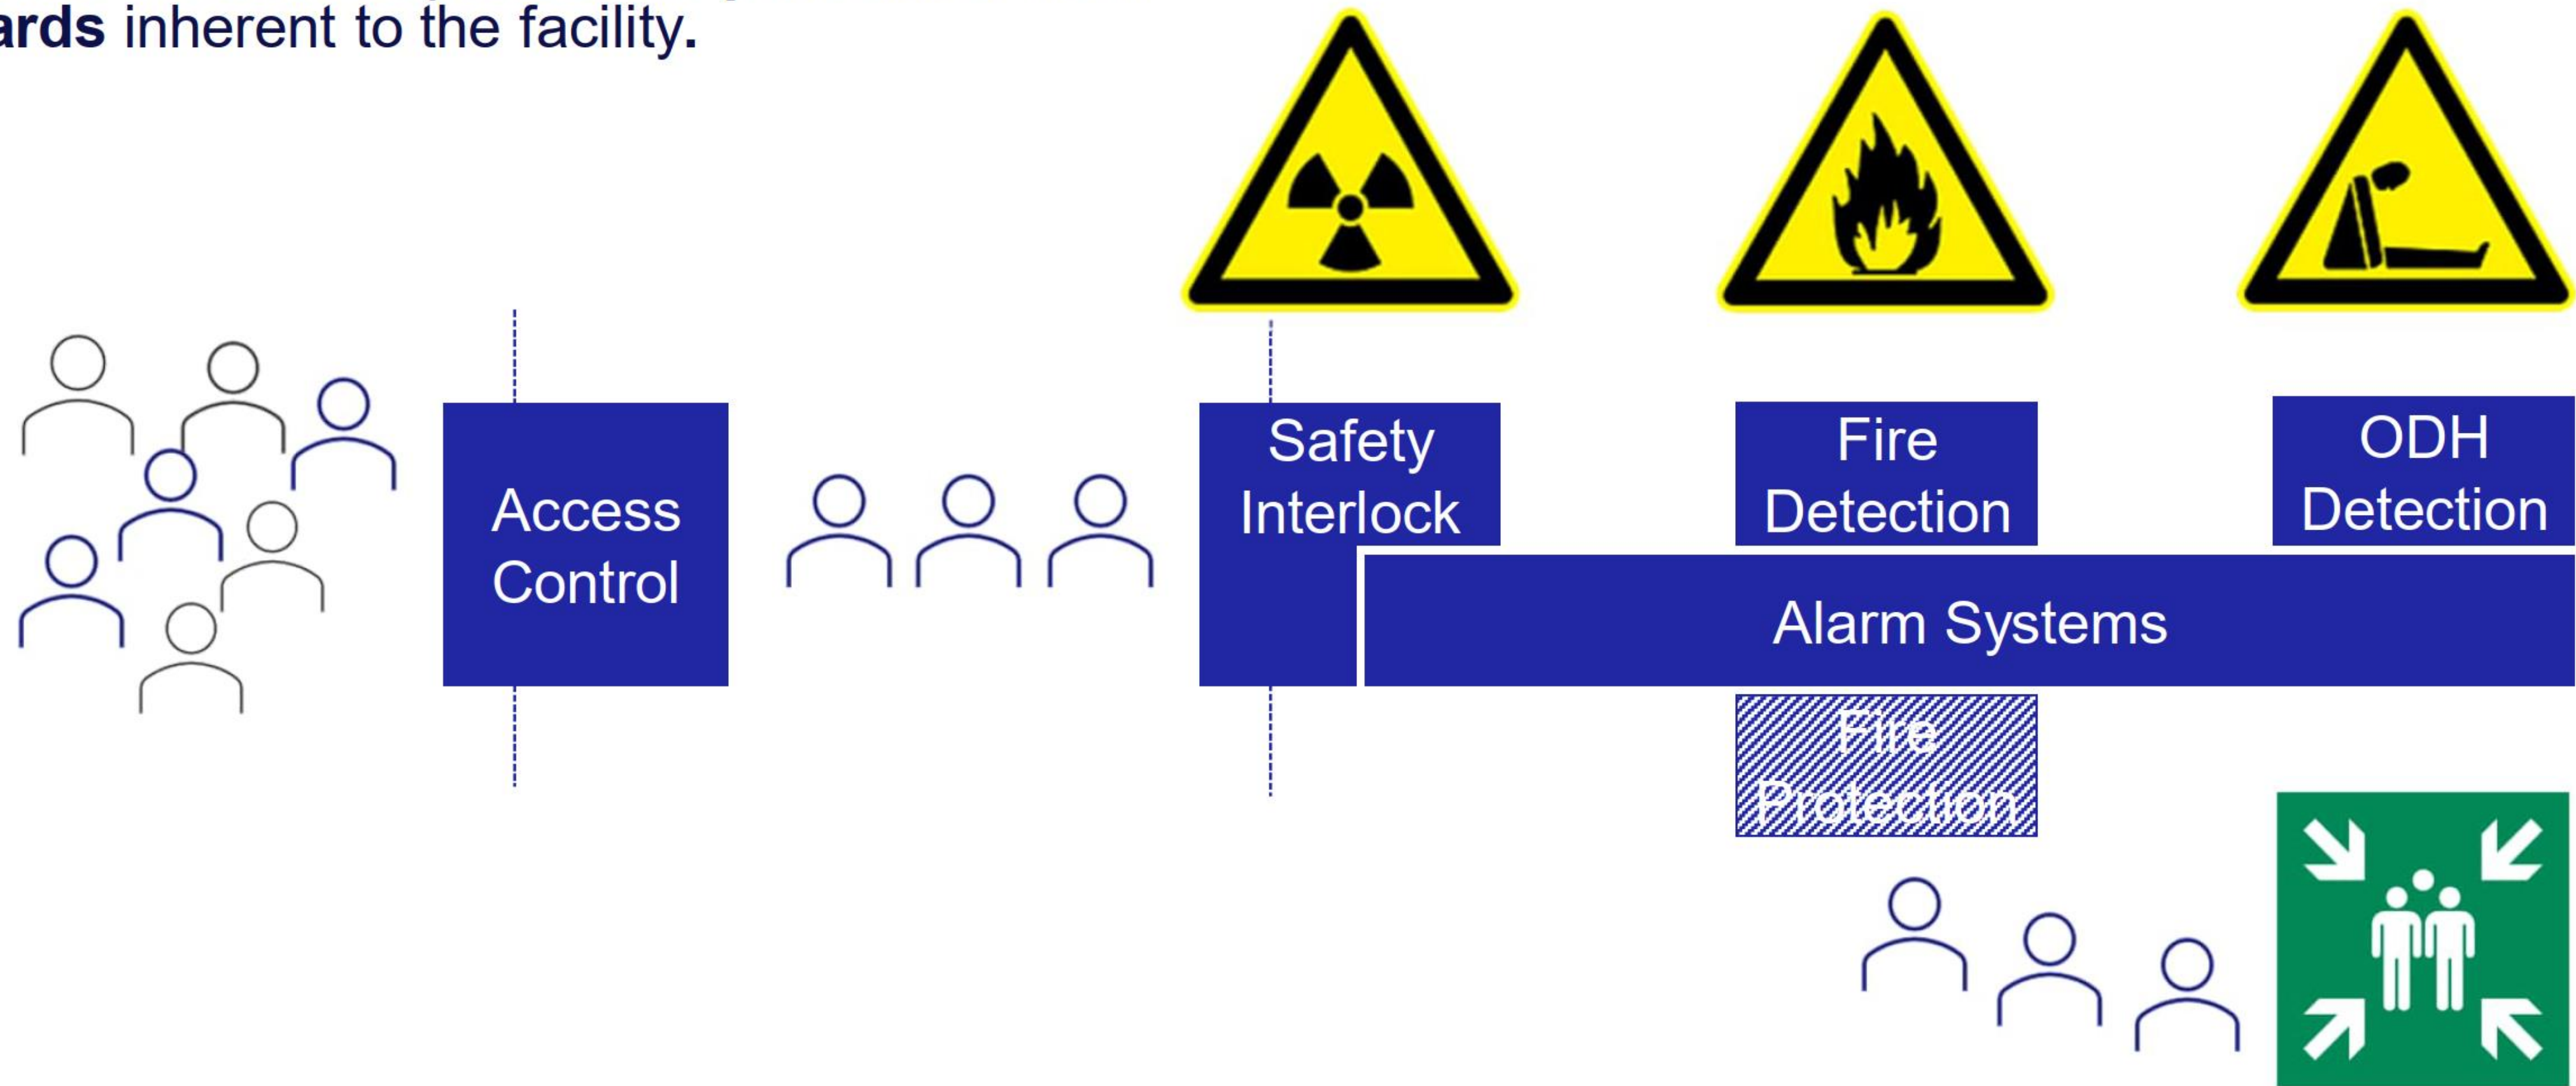 ards inherent to the facility.
Access
Control
Safety
Interlock
Fire
Detection
ODH
Detection
Alarm Systems
Fire
Protection